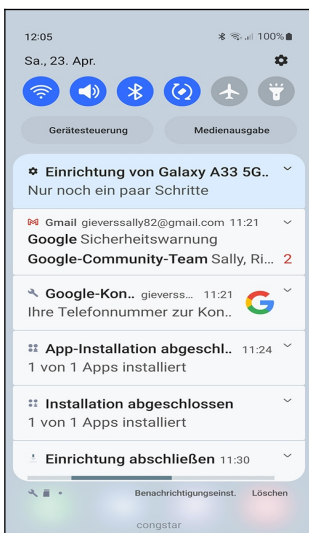 12:05 100%
Sa., 23. Apr.
Gerätesteuerung Medienausgabe
Einrichtung von Galaxy A33 5G..
Nur noch ein paar Schritte
Gmail gieverssally82@gmail.com 11:21
Google Sicherheitswarnung
Google-Community-Team Sally, Ri... 2
Google-Kon.. gieverss... 11:21
Ihre Telefonnummer zur Kon..
App-Installation abgeschl.. 11:24
1 von 1 Apps installiert
Installation abgeschlossen
1 von 1 Apps installiert
Einrichtung abschließen 11:30
Benachrichtigungseinst. Löschen
congstar